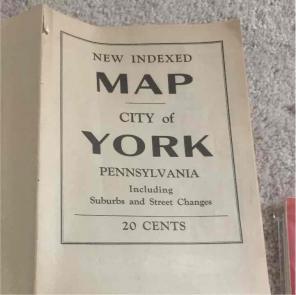 NEW INDEXED
MAP
CITY of
YORK
PENNSYLVANIA
Including
Suburbs and Street Changes
20 CENTS